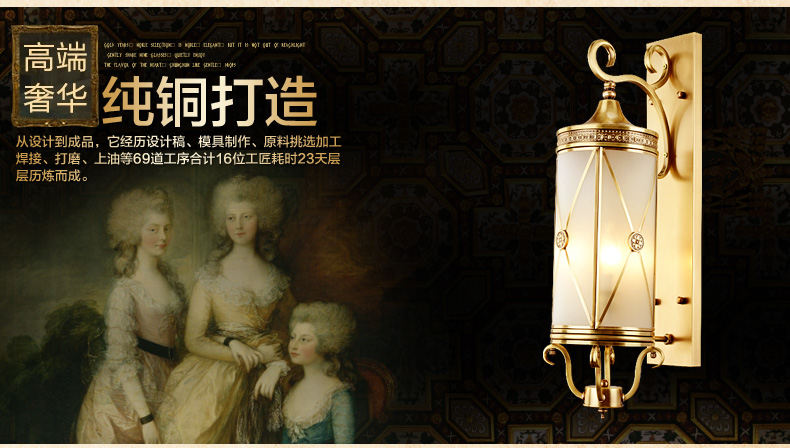 高端
奢华
纯铜打造
从设计到成品，它经历设计稿、模具制作、原料挑选加工
焊接、打磨、上油等69道工序合计16位工匠耗时23天层
层历炼而成。